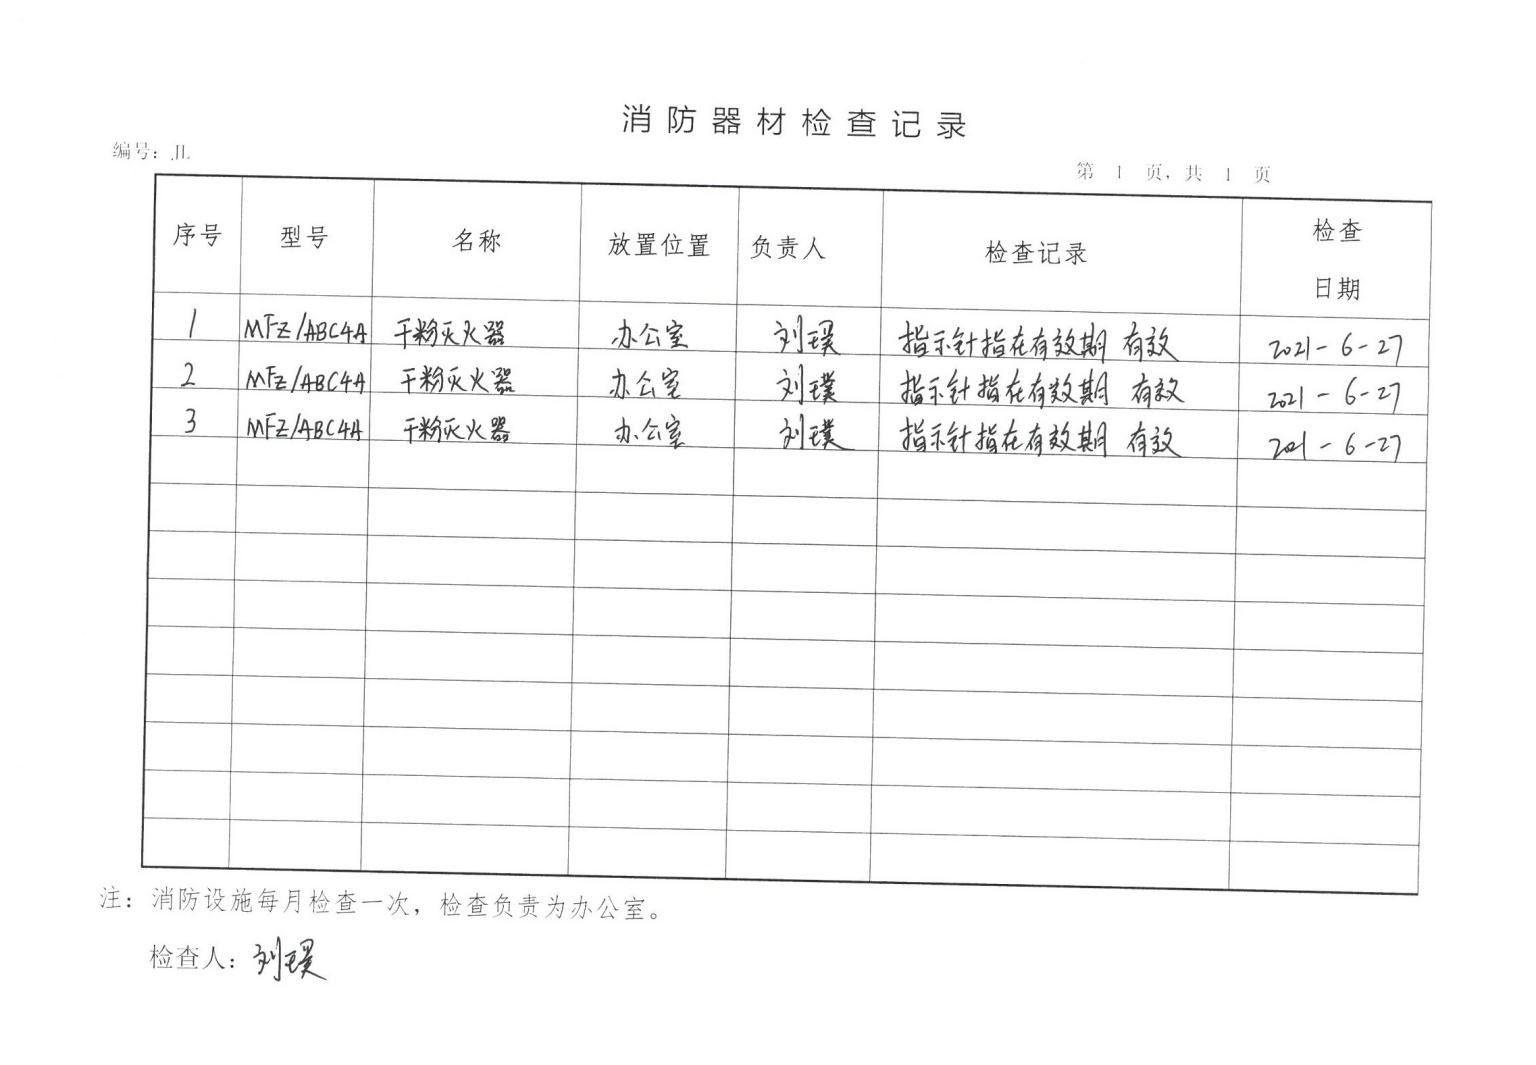 消防器材检查记录
编号：JL
第 1 页，共 1 页
序号 型号 名称 放置位置 负责人 检查记录 检查日期
1 MFZ/ABC4A 干粉灭火器 办公室 刘璞 指示针指在有效期 有效 2021-6-27
2 MFZ/ABC4A 干粉灭火器 办公室 刘璞 指示针指在有效期 有效 2021-6-27
3 MFZ/ABC4A 干粉灭火器 办公室 刘璞 指示针指在有效期 有效 2021-6-27
注：消防设施每月检查一次，检查负责为办公室。
检查人：刘璞